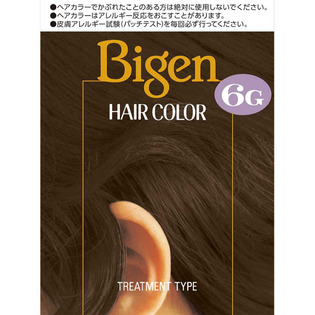 ●ヘアカラーでかぶれたことのある方は絶対に使用しないでください。
●ヘアカラーはアレルギー反応をおこすことがあります。
●皮膚アレルギー試験(パッチテスト)を毎回必ず行ってください。
Bigen
6G
HAIR COLOR
TREATMENT TYPE